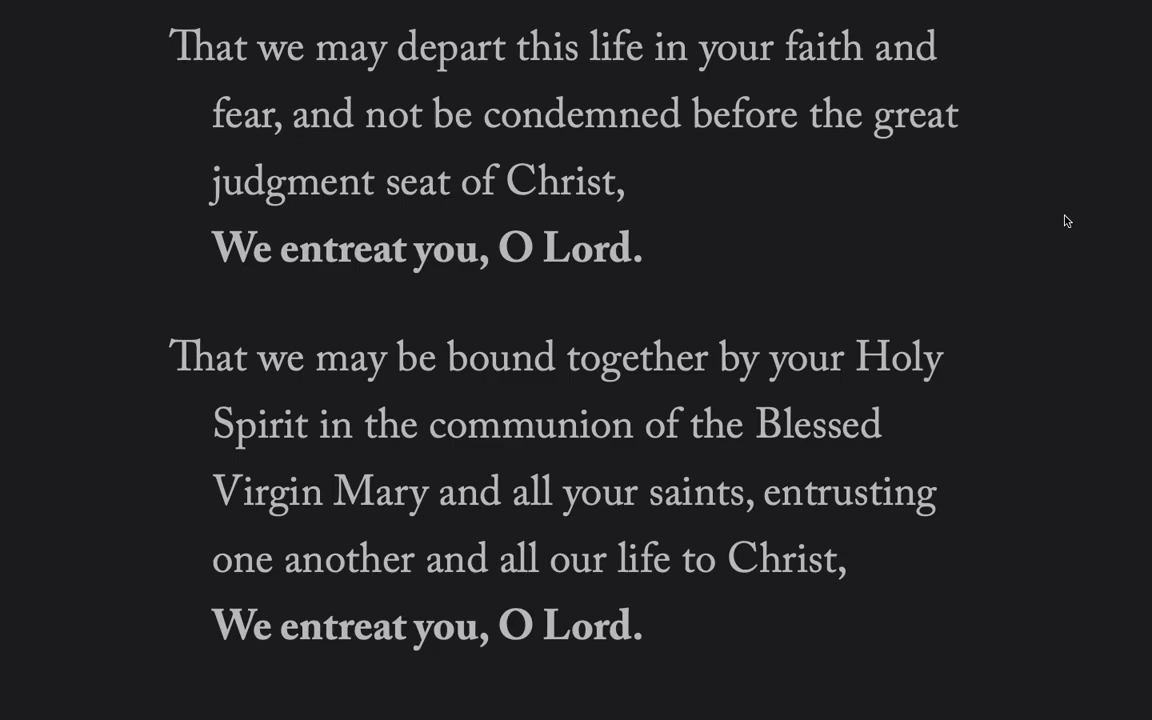 That we may depart this life in your faith and
fear, and not be condemned before the great
judgment seat of Christ,
We entreat you, O Lord.
That we may be bound together by your Holy
Spirit in the communion of the Blessed
Virgin Mary and all your saints, entrusting
one another and all our life to Christ,
We entreat you, O Lord.